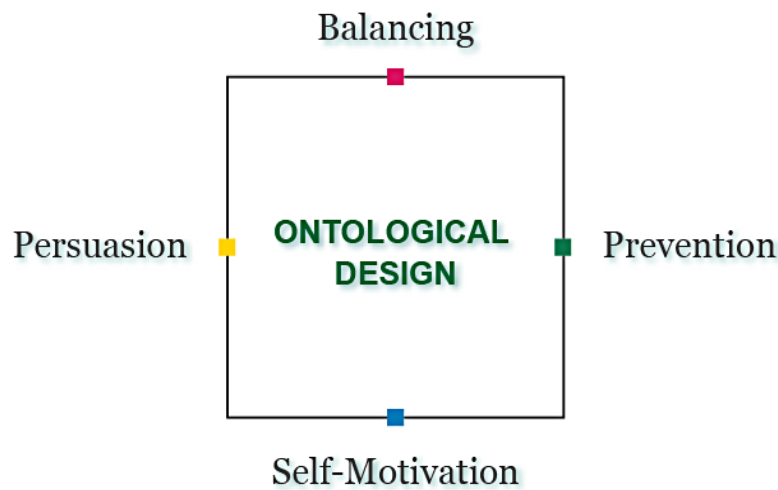 Balancing
Persuasion
ONTOLOGICAL
DESIGN
Prevention
Self-Motivation